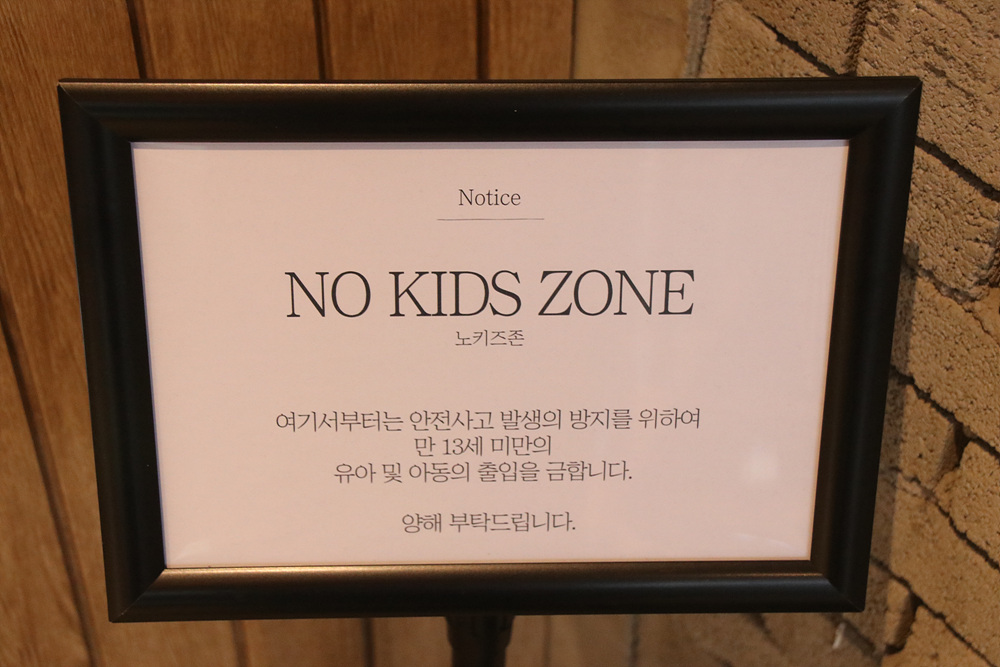 Notice
NO KIDS ZONE
노키즈존
여기서부터는 안전사고 발생의 방지를 위하여
만 13세 미만의
유아 및 아동의 출입을 금합니다.
양해 부탁드립니다.